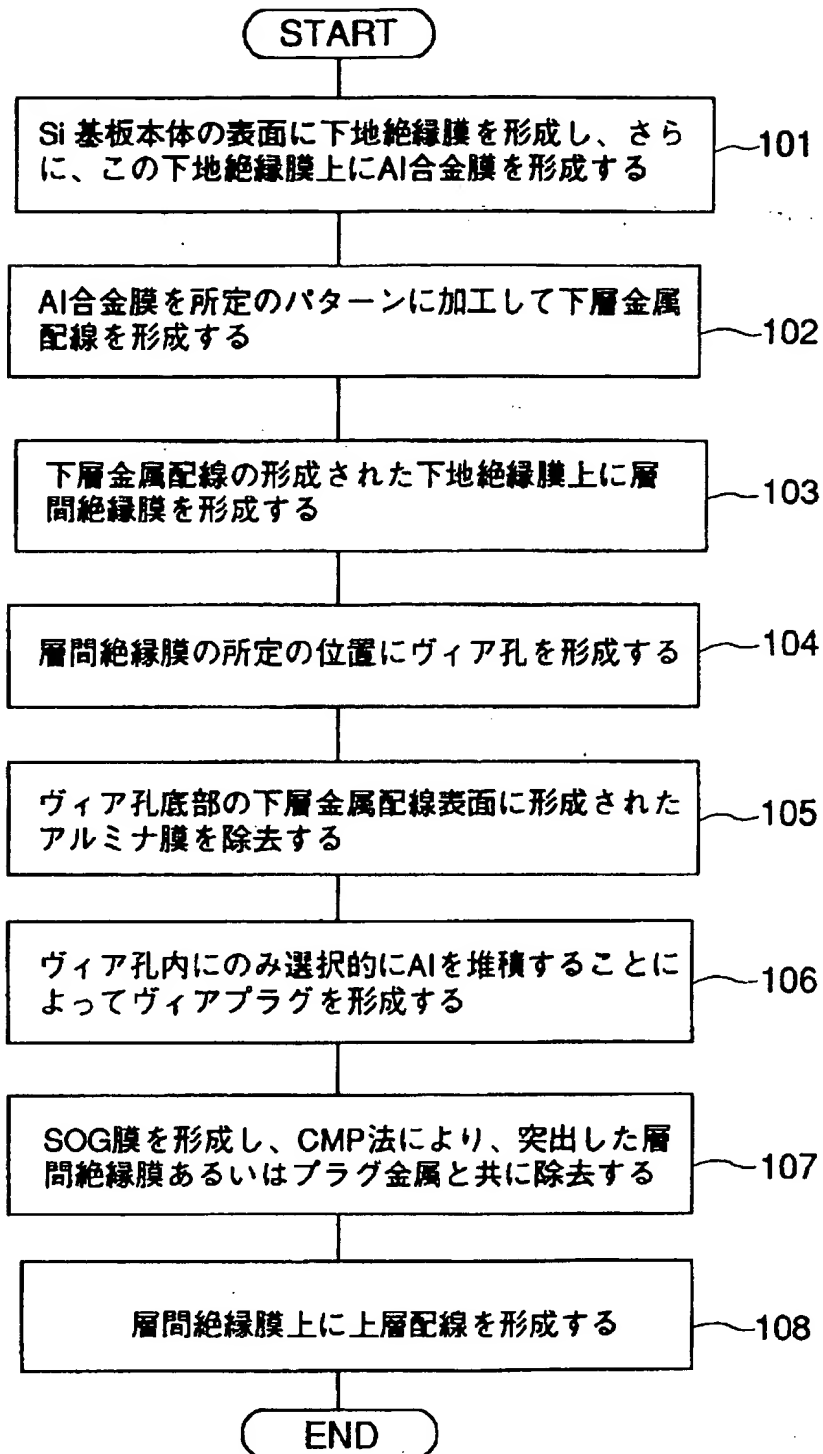 START
Si 基板本体の表面に下地絶縁膜を形成し、さら
に、この下地絶縁膜上にAl合金膜を形成する
101
Al合金膜を所定のパターンに加工して下層金属
配線を形成する
102
下層金属配線の形成された下地絶縁膜上に層
間絶縁膜を形成する
103
層間絶縁膜の所定の位置にヴィア孔を形成する
104
ヴィア孔底部の下層金属配線表面に形成された
アルミナ膜を除去する
105
ヴィア孔内にのみ選択的にAlを堆積することに
よってヴィアプラグを形成する
106
SOG膜を形成し、CMP法により、突出した層
間絶縁膜あるいはプラグ金属と共に除去する
107
層間絶縁膜上に上層配線を形成する
108
END